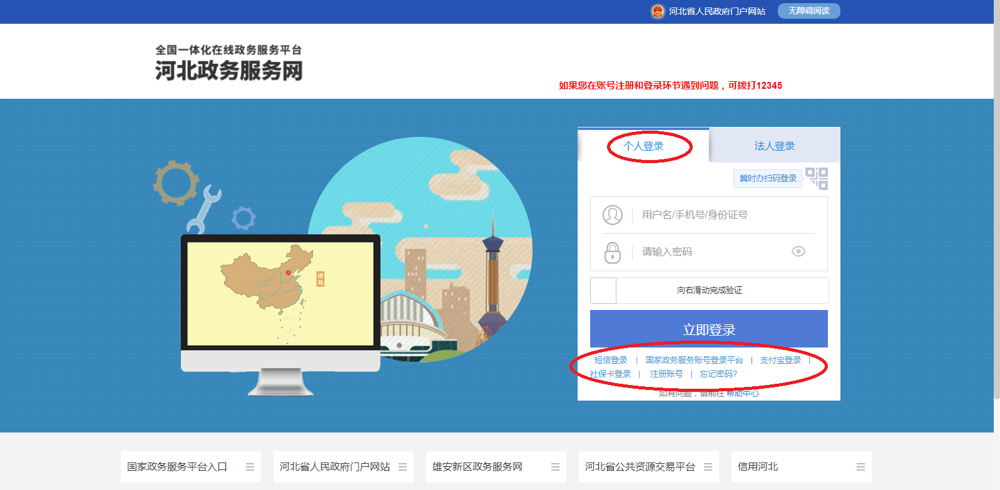 河北省人民政府门户网站 无障碍阅读
全国一体化在线政务服务平台
河北政务服务网
如果您在账号注册和登录环节遇到问题，可拨打12345
个人登录 法人登录
冀时办扫码登录
用户名/手机号/身份证号
请输入密码
向右滑动完成验证
立即登录
短信登录 | 国家政务服务账号登录平台 | 支付宝登录 |
社保卡登录 | 注册账号 | 忘记密码?
如有问题，请前往 帮助中心
河北
国家政务服务平台入口 河北省人民政府门户网站 雄安新区政务服务网 河北省公共资源交易平台 信用河北